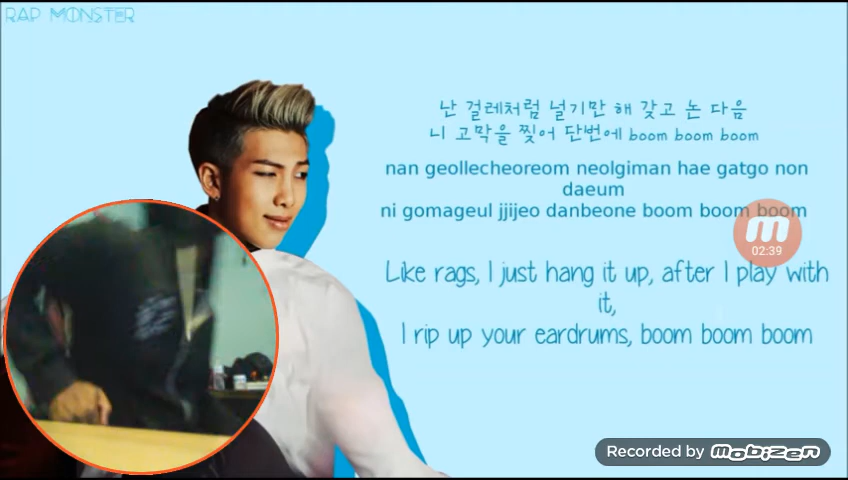 RAP MONSTER
난 걸레처럼 널기만 해 갖고 논 다음
니 고막을 찢어 단번에 boom boom boom
nan geollecheoreom neolgiman hae gatgo non
daeum
ni gomageul jjijeo danbeone boom boom boom
m
02:39
Like rags, I just hang it up, after I play with
it,
I rip up your eardrums, boom boom boom
Recorded by mobizen